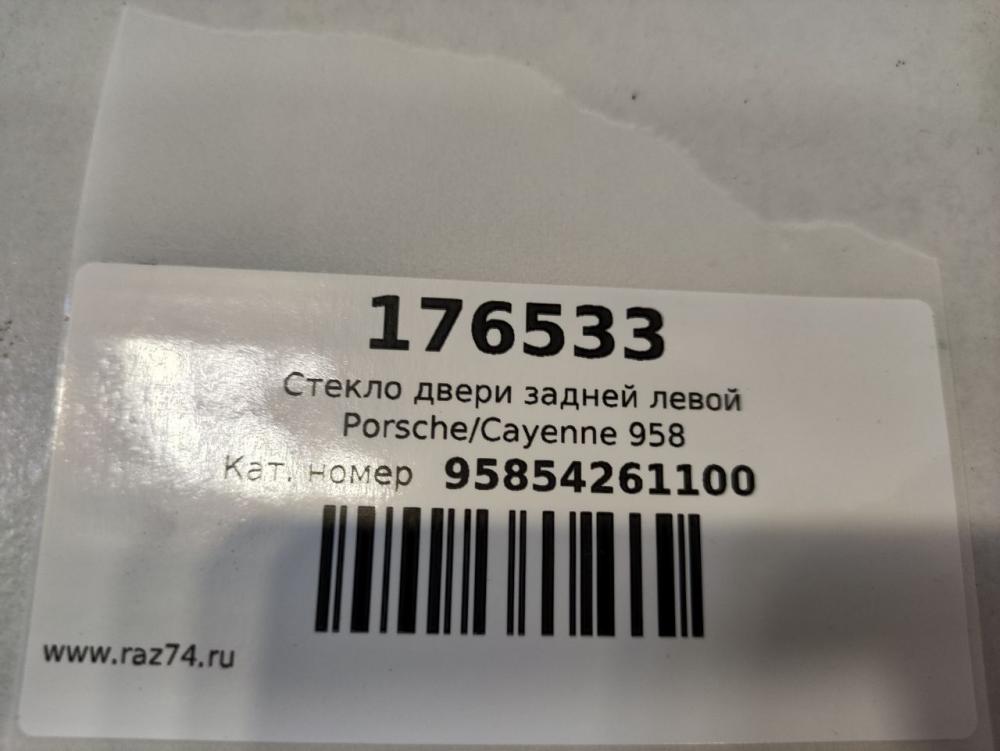 176533
Стекло двери задней левой
Porsche/Cayenne 958
Кат. номер 95854261100
www.raz74.ru